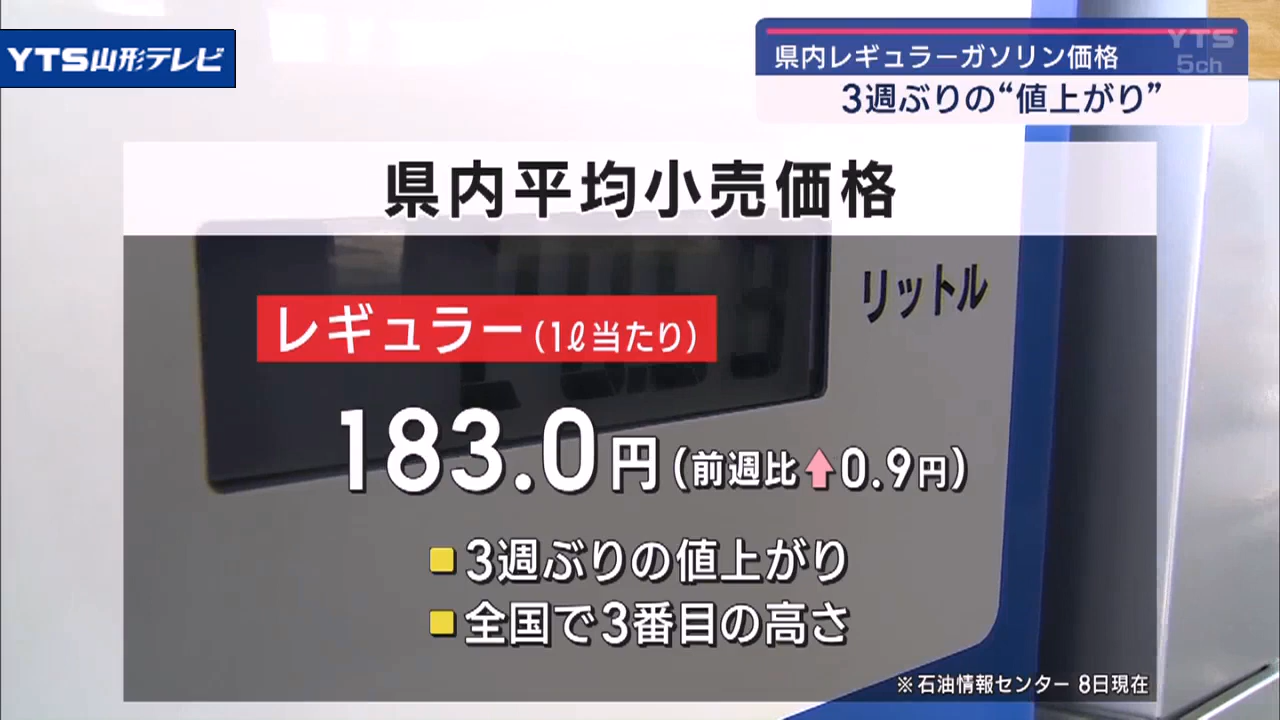 YTS山形テレビ
YTS
5ch
県内レギュラーガソリン価格
3週ぶりの“値上がり”
県内平均小売価格
リットル
レギュラー(1ℓ当たり)
183.0円(前週比↑0.9円)
■3週ぶりの値上がり
■全国で3番目の高さ
※石油情報センター 8日現在